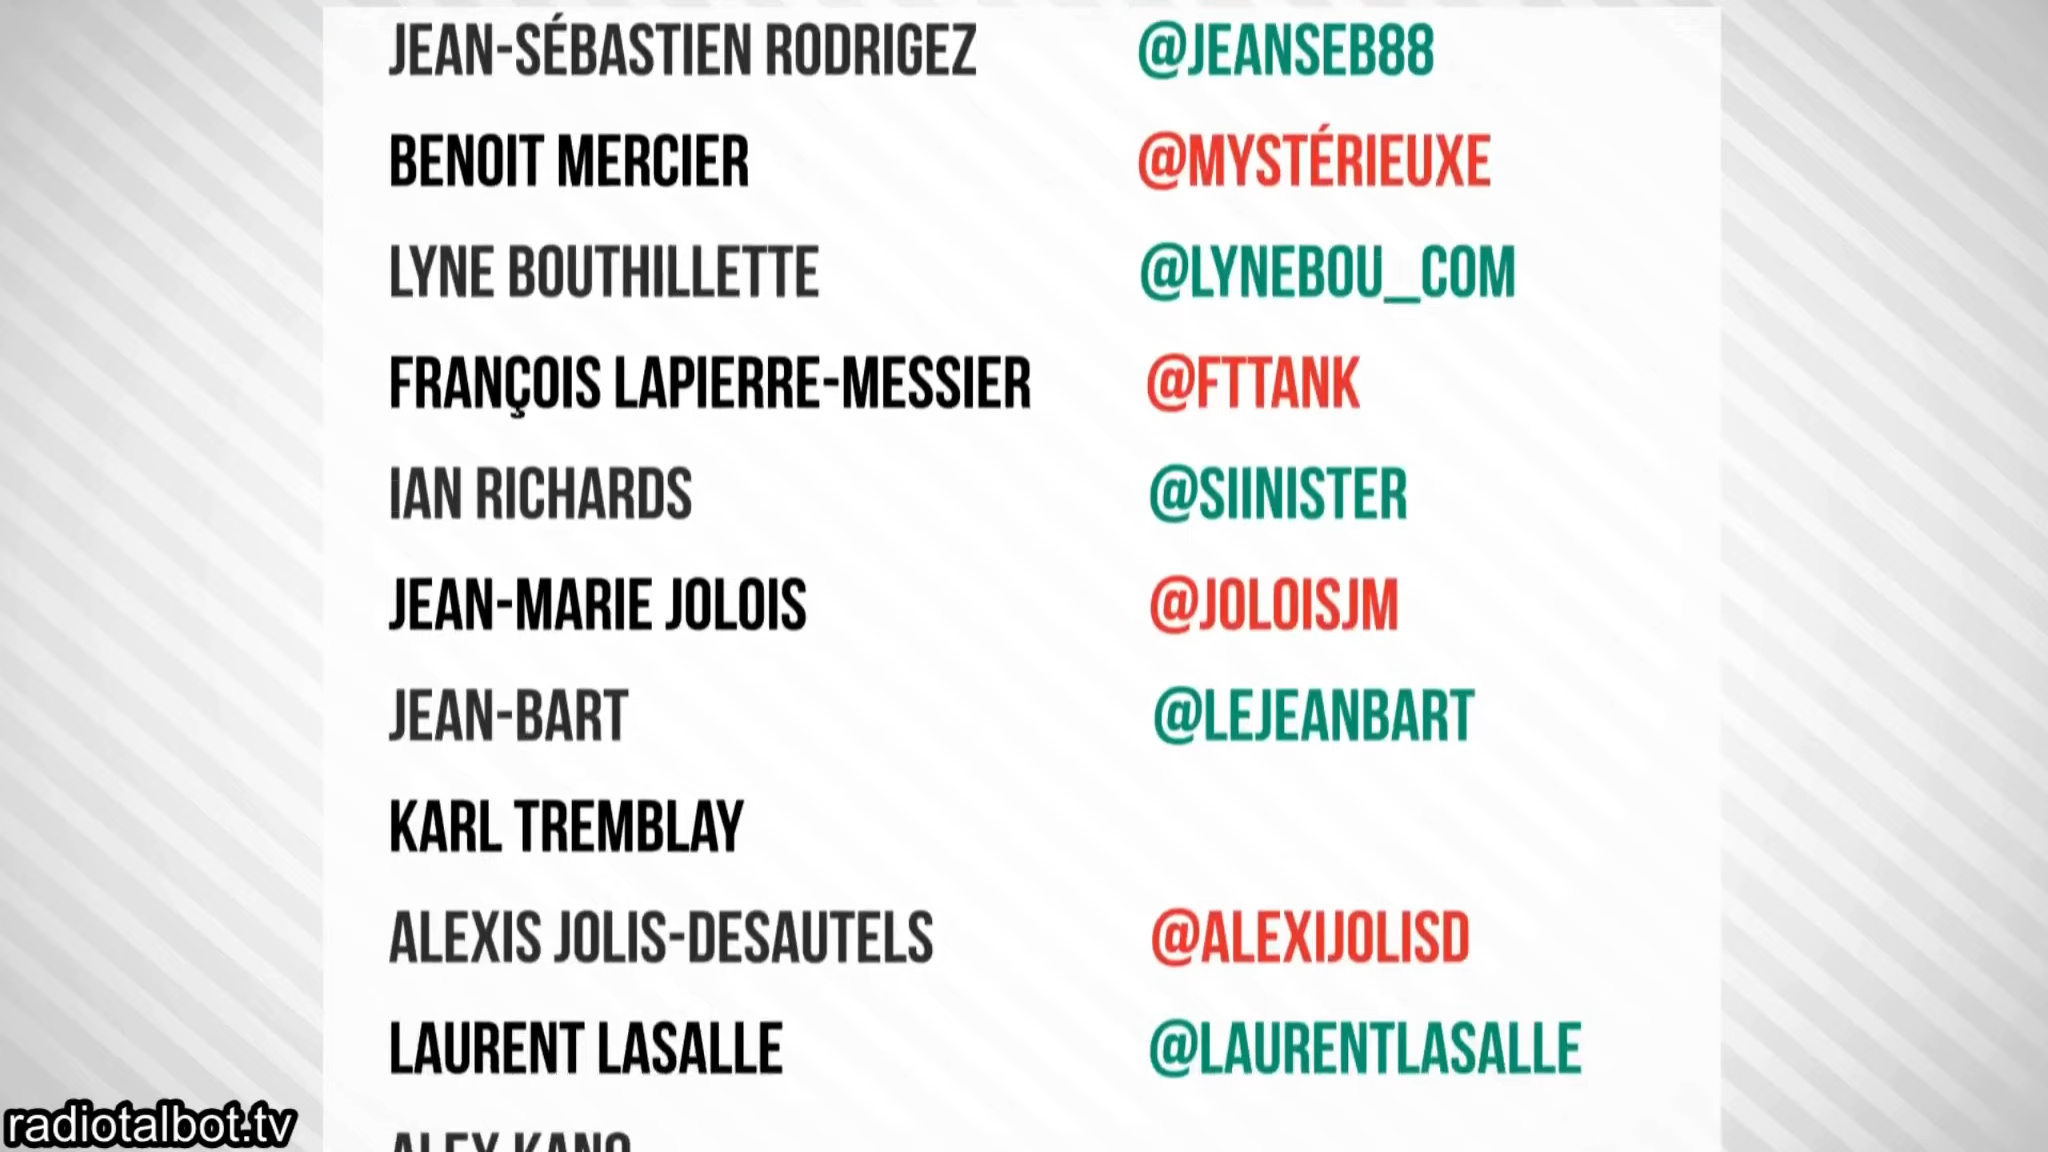 JEAN-SÉBASTIEN RODRIGEZ @JEANSEB88
BENOIT MERCIER @MYSTÉRIEUXE
LYNE BOUTHILLETTE @LYNEBOU_COM
FRANÇOIS LAPIERRE-MESSIER @FTTANK
IAN RICHARDS @SIINISTER
JEAN-MARIE JOLOIS @JOLOISJM
JEAN-BART @LEJEANBART
KARL TREMBLAY
ALEXIS JOLIS-DESAUTELS @ALEXIJOLISD
LAURENT LASALLE @LAURENTLASALLE
ALEX
radiotalbot.tv